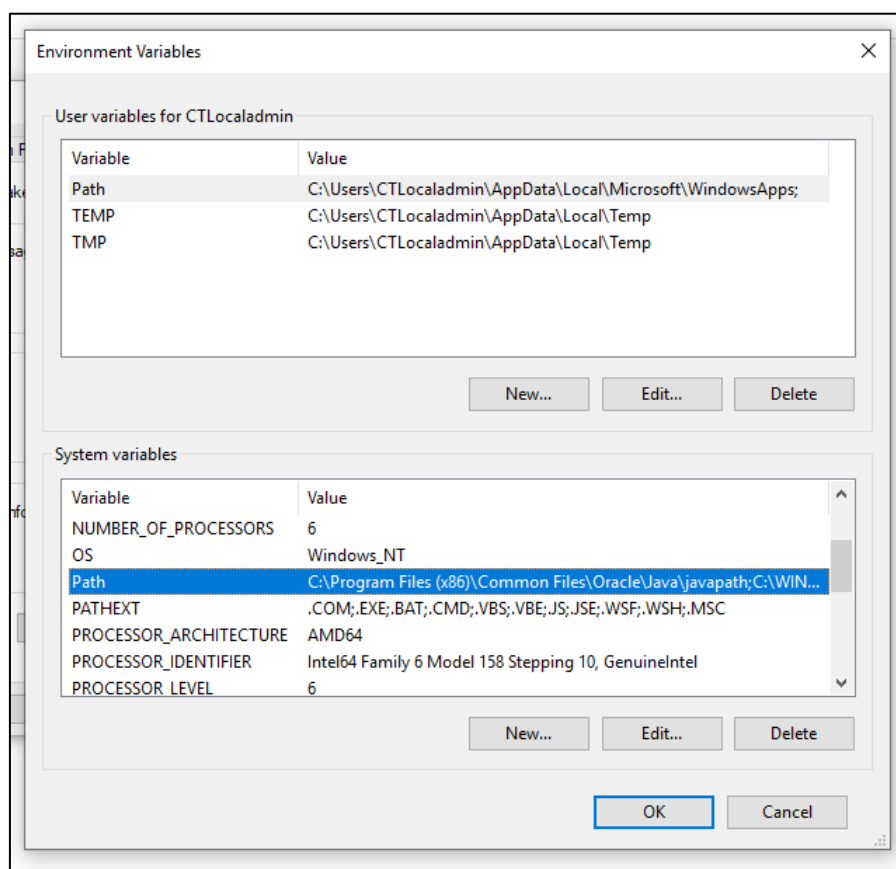 Environment Variables
User variables for CTLocaladmin
Variable Value
Path C:\Users\CTLocaladmin\AppData\Local\Microsoft\WindowsApps;
TEMP C:\Users\CTLocaladmin\AppData\Local\Temp
TMP C:\Users\CTLocaladmin\AppData\Local\Temp
New... Edit... Delete
System variables
Variable Value
NUMBER_OF_PROCESSORS 6
OS Windows_NT
Path C:\Program Files (x86)\Common Files\Oracle\Java\javapath;C:\WIN...
PATHEXT .COM;.EXE;.BAT;.CMD;.VBS;.VBE;.JS;.JSE;.WSF;.WSH;.MSC
PROCESSOR_ARCHITECTURE AMD64
PROCESSOR_IDENTIFIER Intel64 Family 6 Model 158 Stepping 10, GenuineIntel
PROCESSOR_LEVEL 6
New... Edit... Delete
OK Cancel